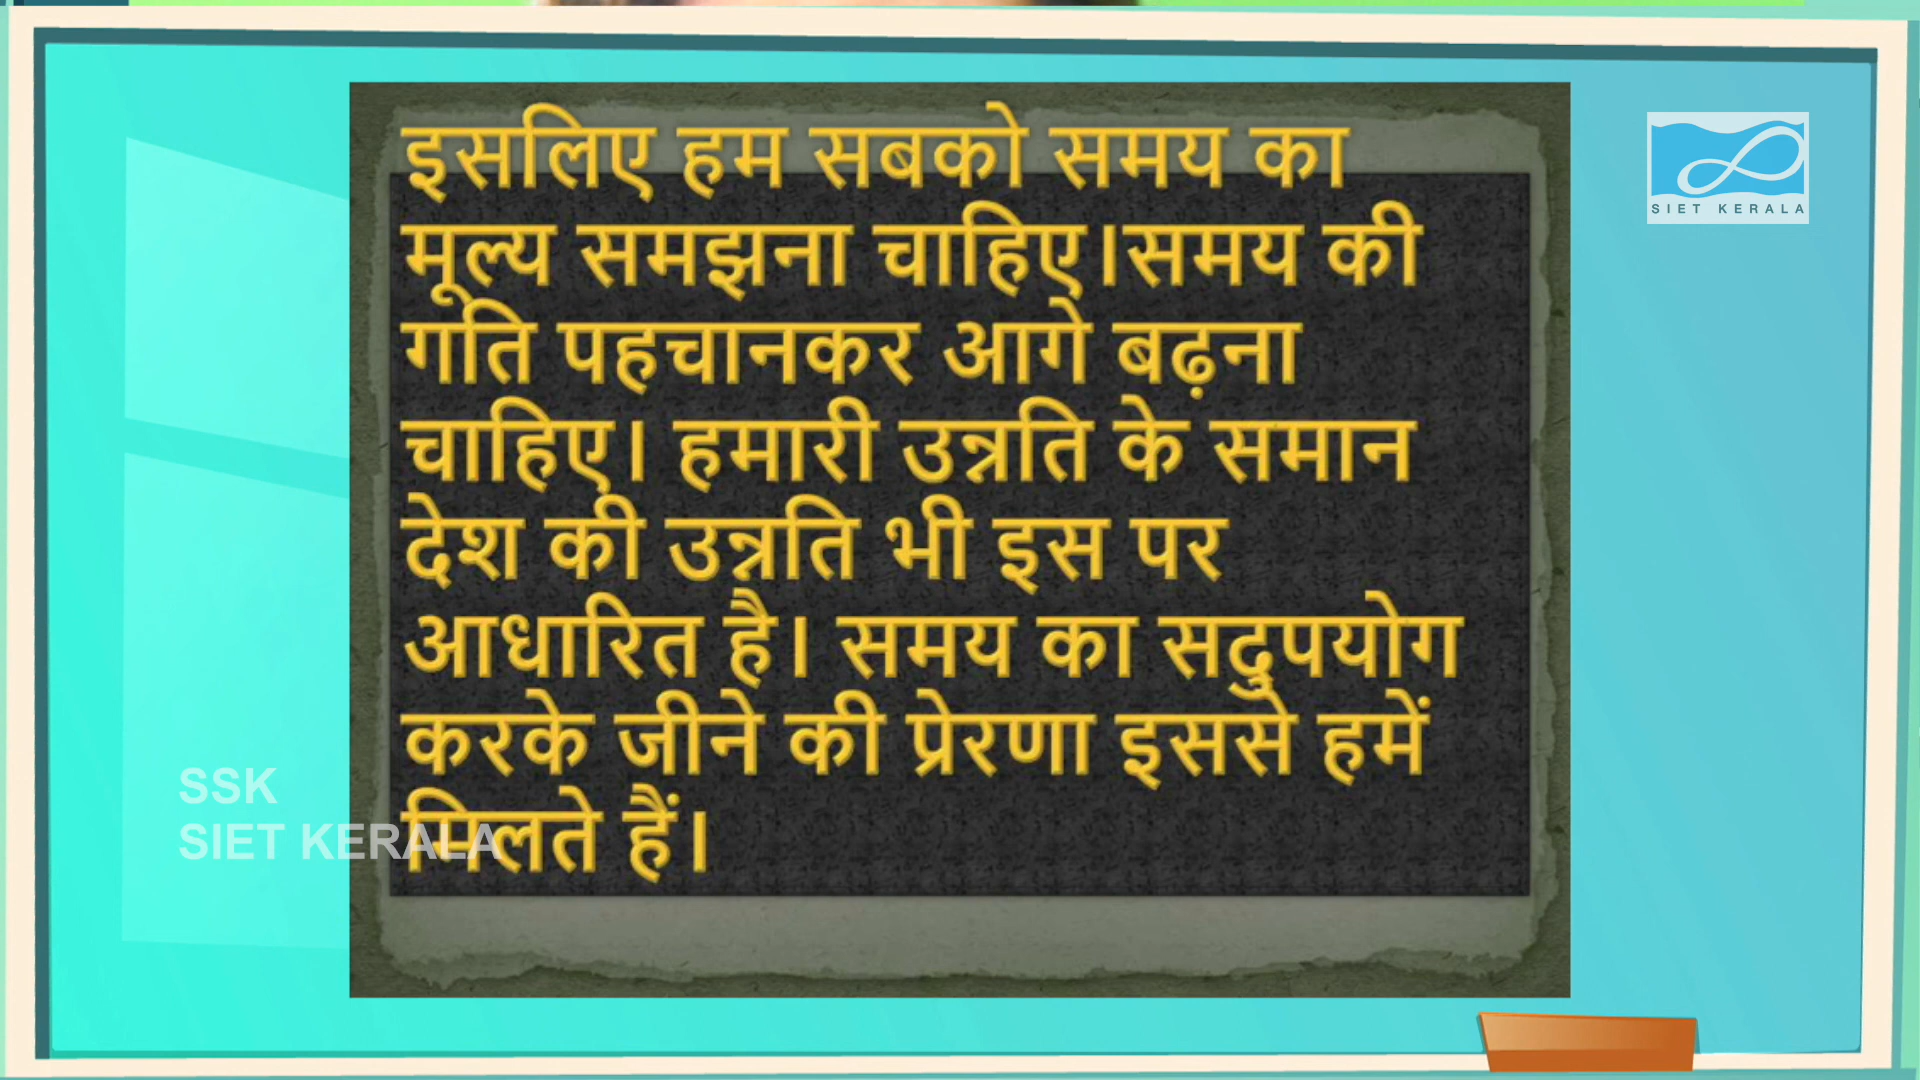 इसलिए हम सबको समय का
मूल्य समझना चाहिए।समय की
गति पहचानकर आगे बढ़ना
चाहिए। हमारी उन्नति के समान
देश की उन्नति भी इस पर
आधारित है। समय का सदुपयोग
करके जीने की प्रेरणा इससे हमें
मिलते हैं।
SIET KERALA
SSK
SIET KERALA